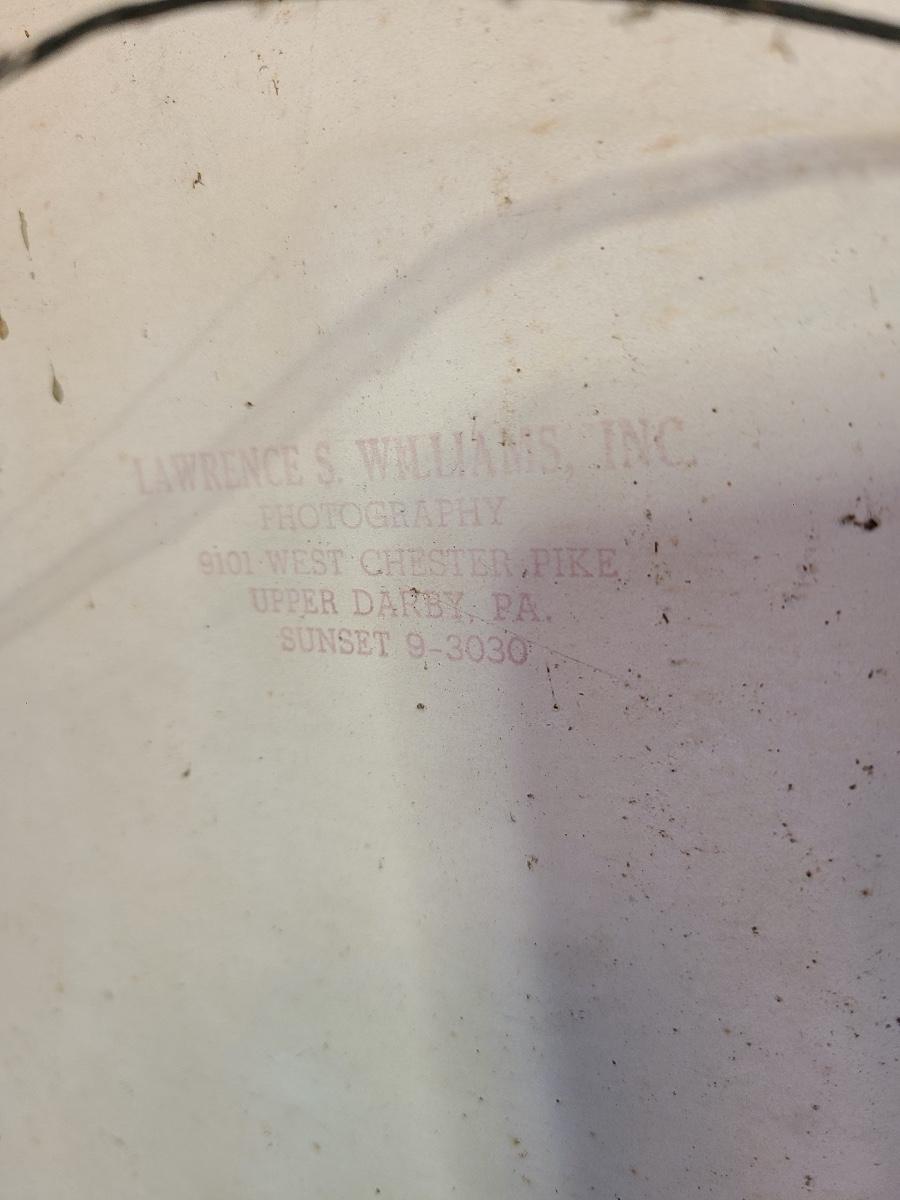 LAWRENCE S. WILLIAMS, INC.
PHOTOGRAPHY
9101 WEST CHESTER PIKE
UPPER DARBY, PA.
SUNSET 9-3030